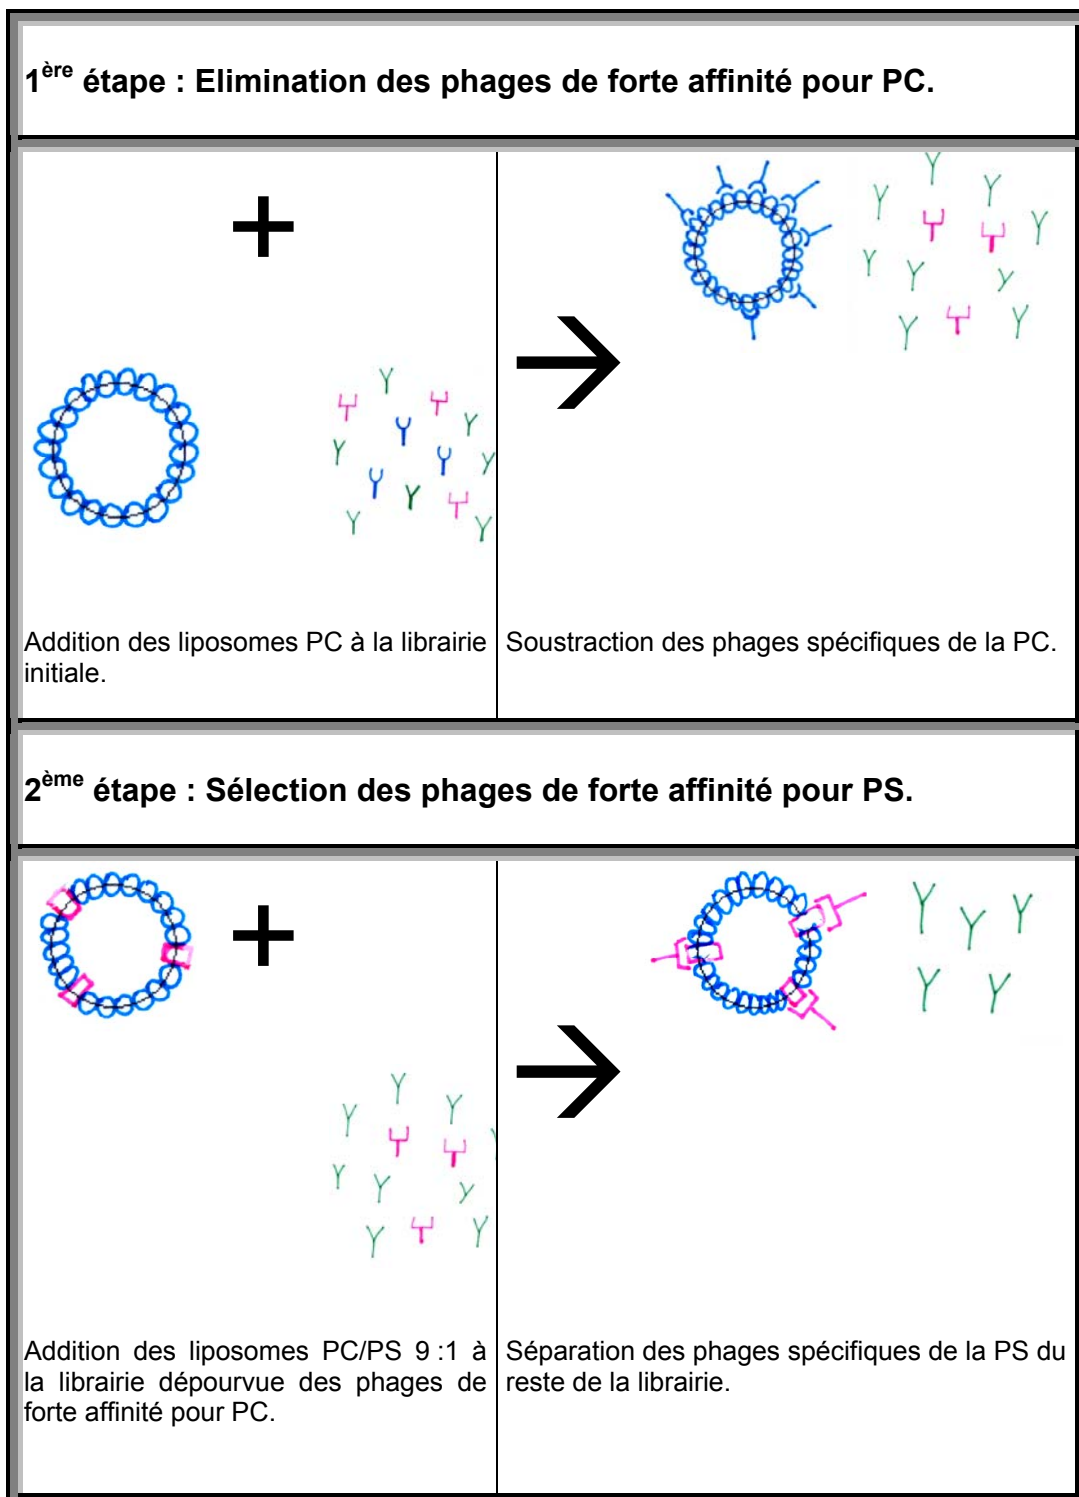 1ère étape : Elimination des phages de forte affinité pour PC.
Addition des liposomes PC à la librairie
initiale.
Soustraction des phages spécifiques de la PC.
2ème étape : Sélection des phages de forte affinité pour PS.
Addition des liposomes PC/PS 9 :1 à
la librairie dépourvue des phages de
forte affinité pour PC.
Séparation des phages spécifiques de la PS du
reste de la librairie.